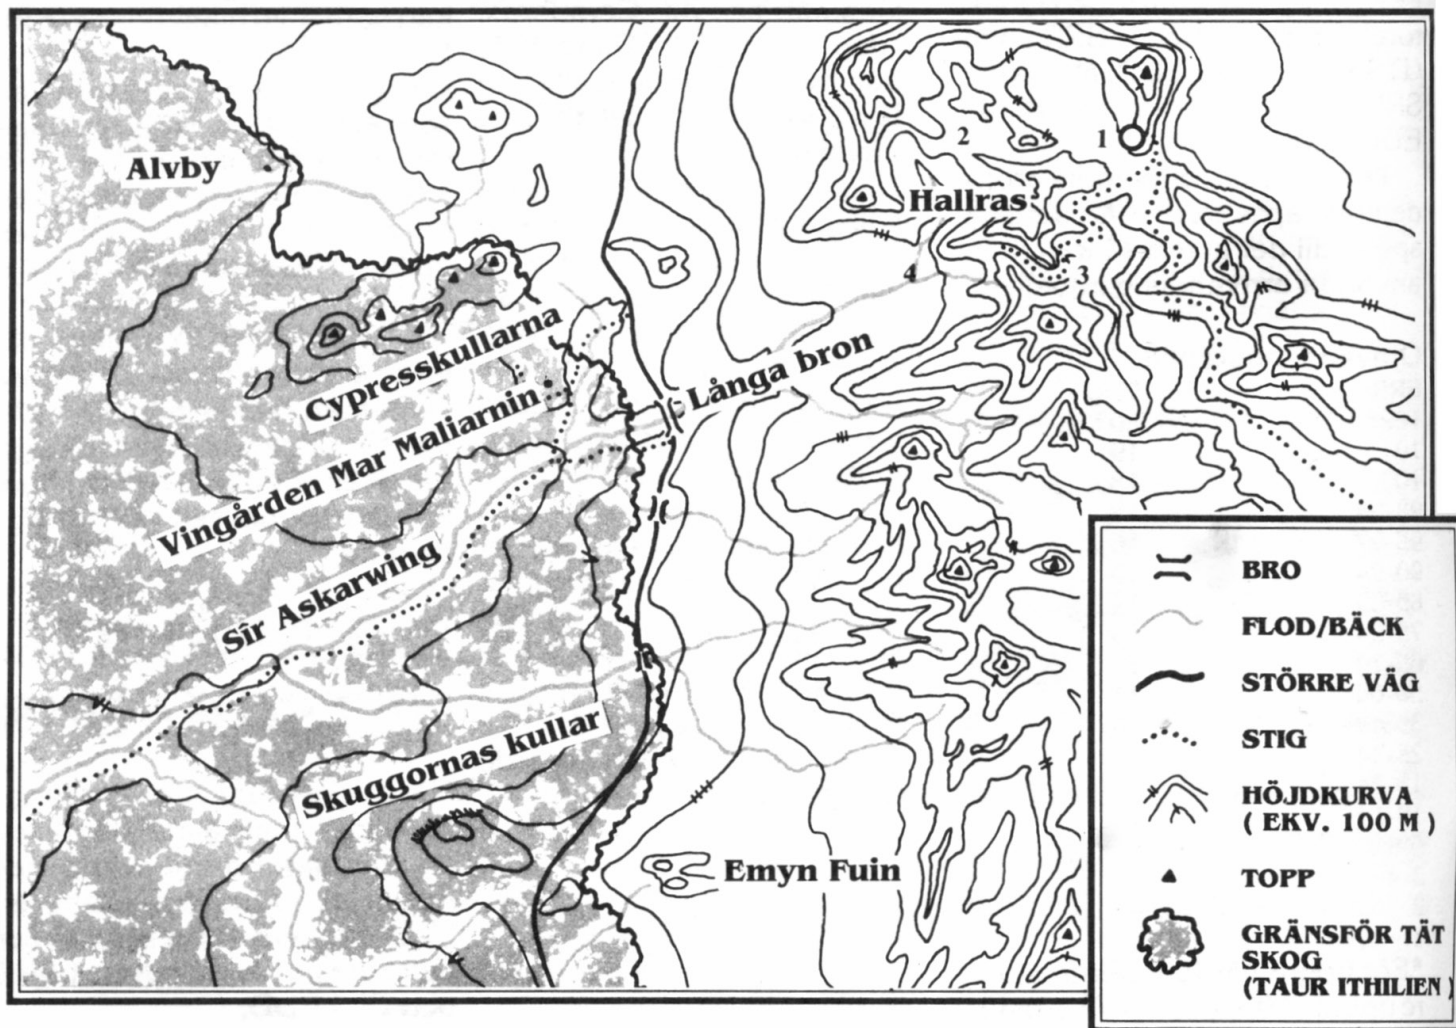 Alvby
2
1
Hallras
4
3
Cypresskullarna
Långa bron
Vingården Mar Maliarnin
Sîr Askarwing
Skuggornas kullar
Emyn Fuin
BRO
FLOD/BÄCK
STÖRRE VÄG
STIG
HÖJDKURVA
( EKV. 100 M )
TOPP
GRÄNSFÖR TÄT
SKOG
(TAUR ITHILIEN )